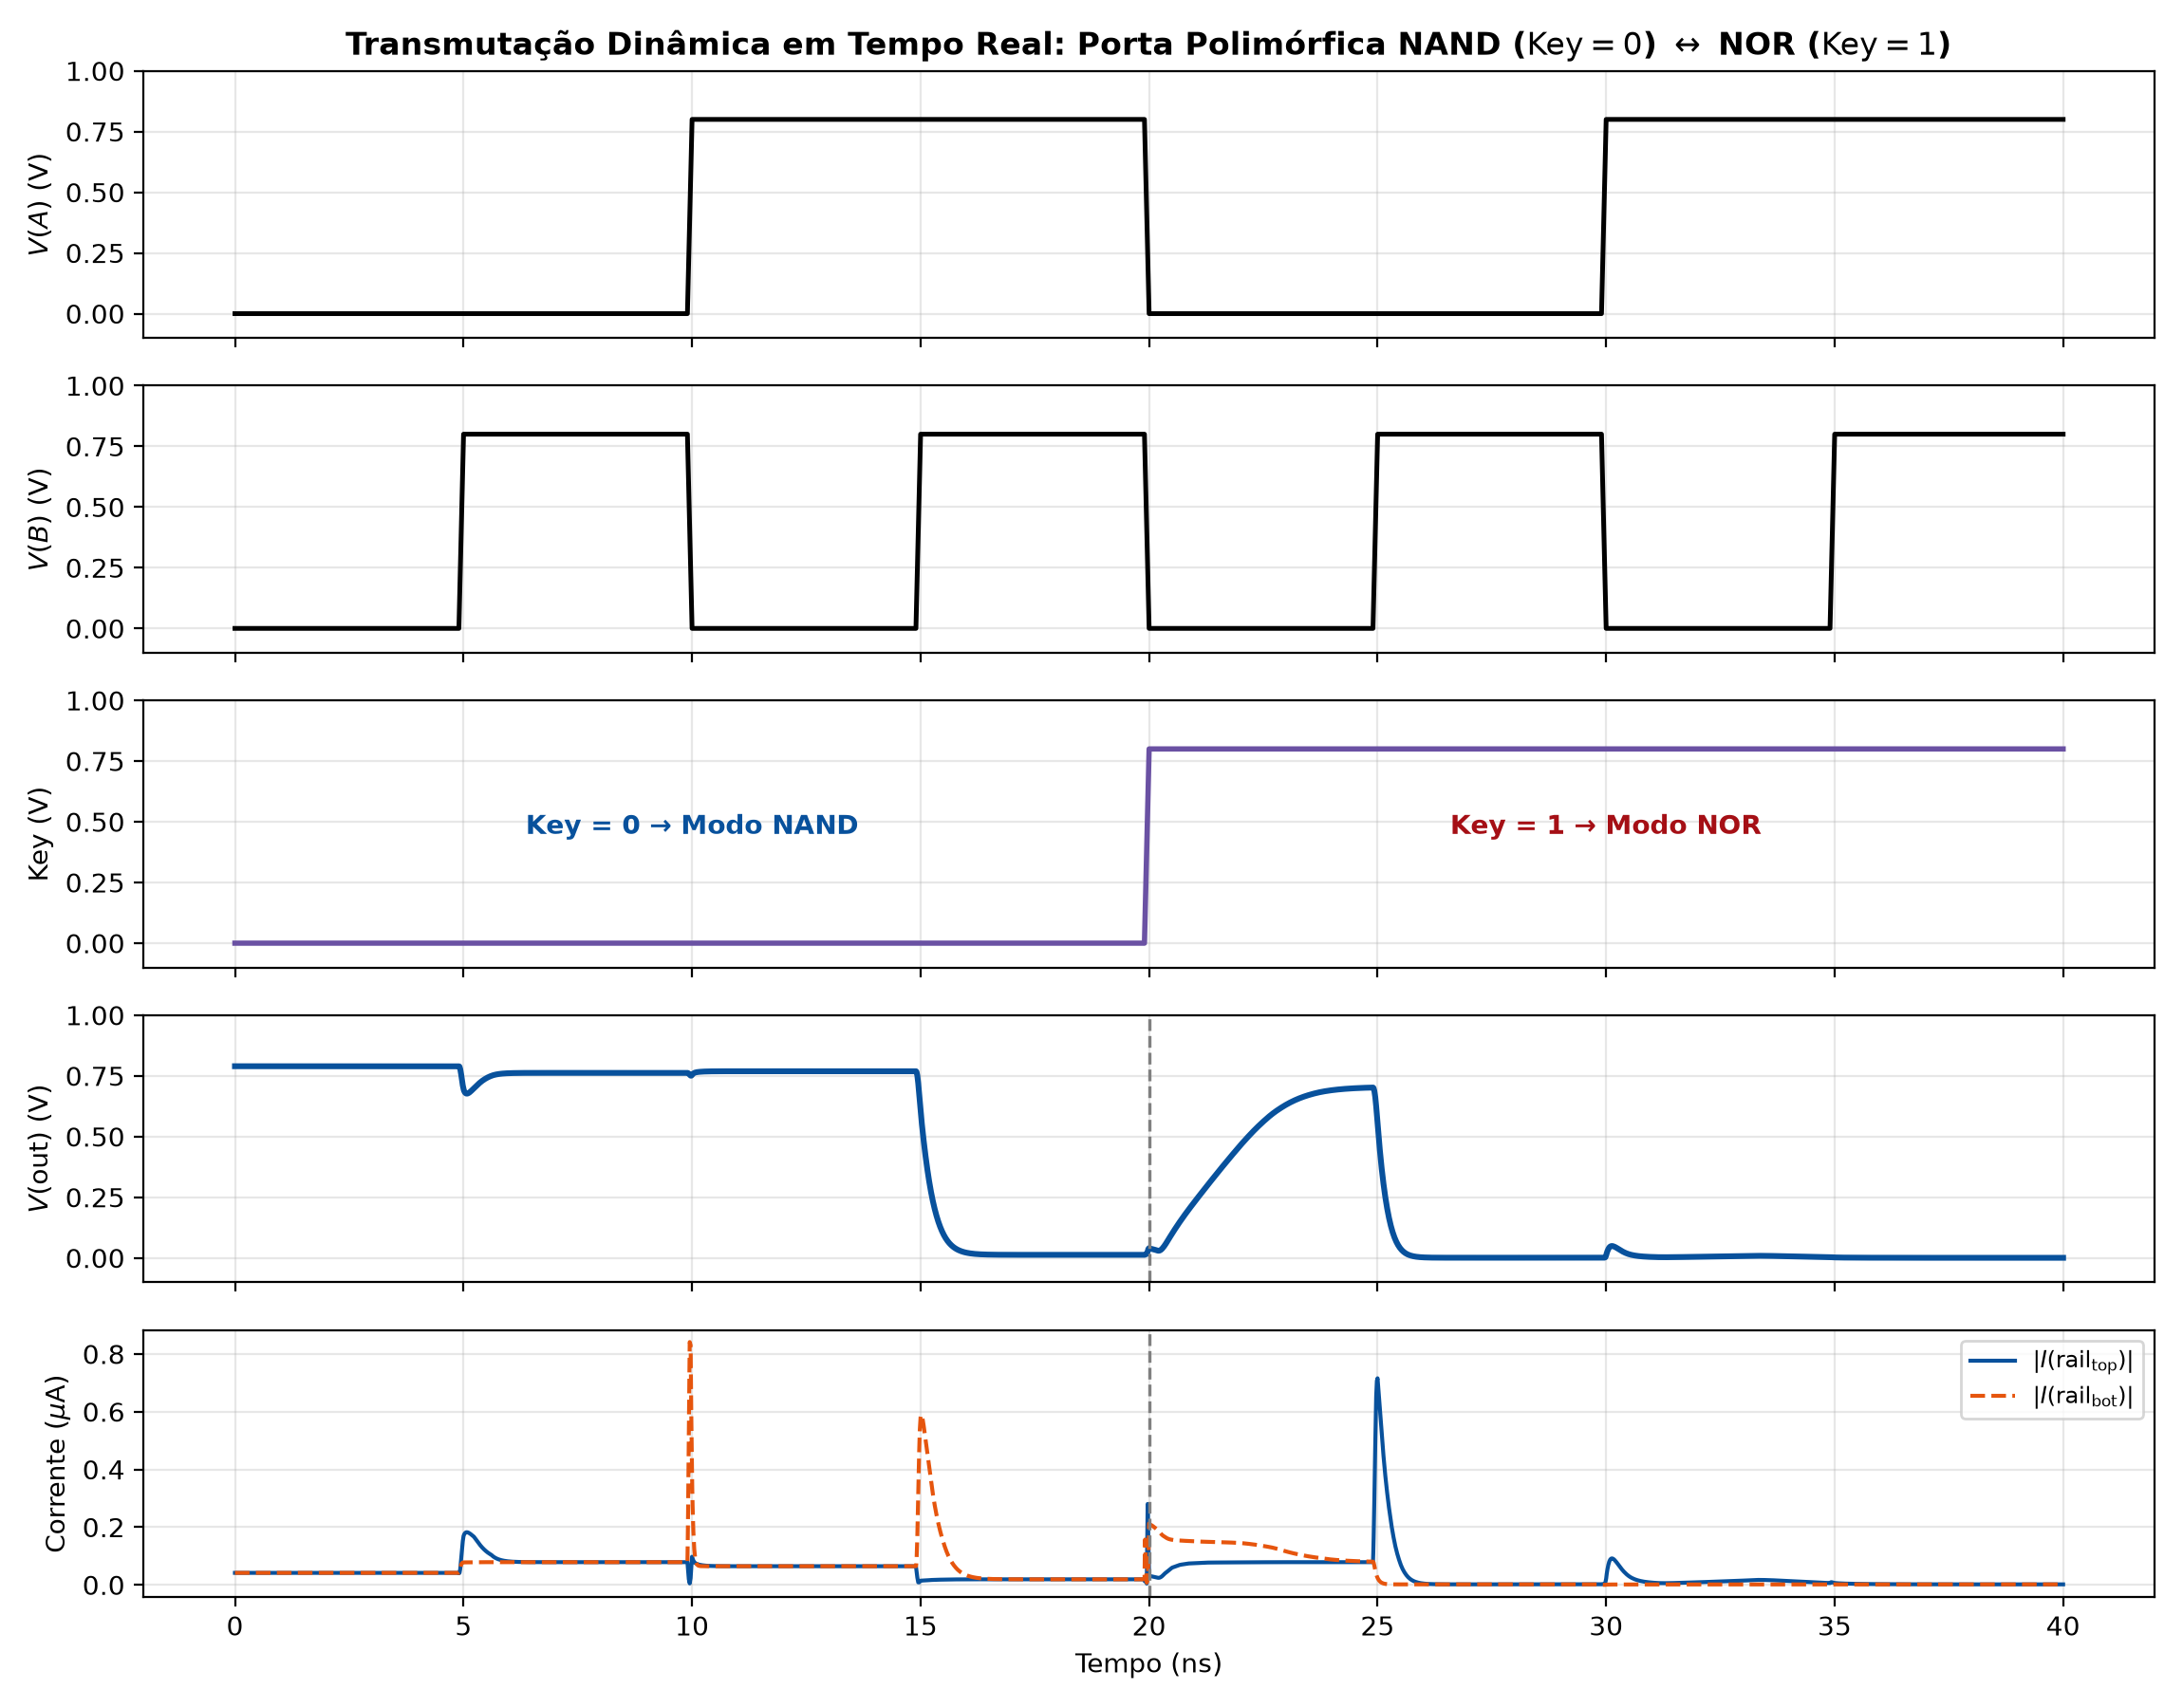 Transmutação Dinâmica em Tempo Real: Porta Polimórfica NAND (Key = 0) ↔ NOR (Key = 1)
1.00
0.75
0.50
0.25
0.00
V(A) (V)
1.00
0.75
0.50
0.25
0.00
V(B) (V)
1.00
0.75
0.50
0.25
0.00
Key (V)
Key = 0 → Modo NAND
Key = 1 → Modo NOR
1.00
0.75
0.50
0.25
0.00
V(out) (V)
0.8
0.6
0.4
0.2
0.0
Corrente (μA)
|I(rail_top)|
|I(rail_bot)|
0 5 10 15 20 25 30 35 40
Tempo (ns)